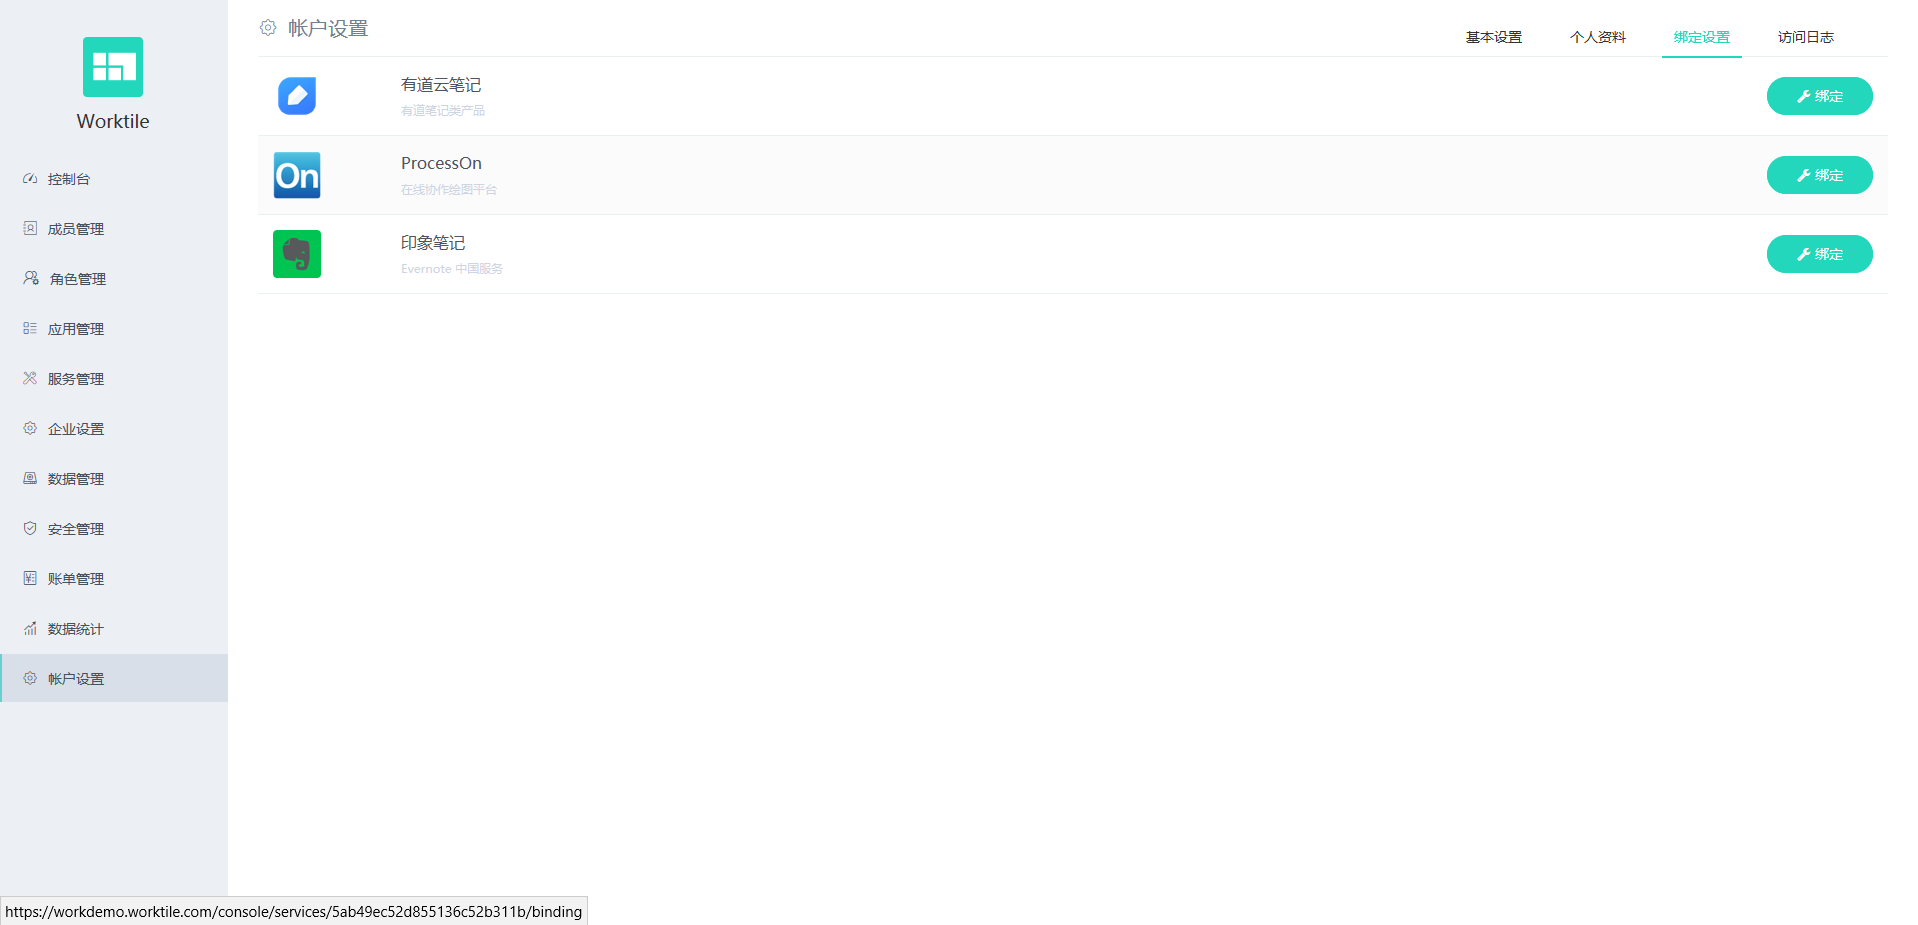 Worktile
控制台
成员管理
角色管理
应用管理
服务管理
企业设置
数据管理
安全管理
账单管理
数据统计
帐户设置
帐户设置
基本设置 个人资料 绑定设置 访问日志
有道云笔记
有道笔记类产品
绑定
On
ProcessOn
在线协作绘图平台
绑定
印象笔记
Evernote 中国服务
绑定
https://workdemo.worktile.com/console/services/5ab49ec52d855136c52b311b/binding